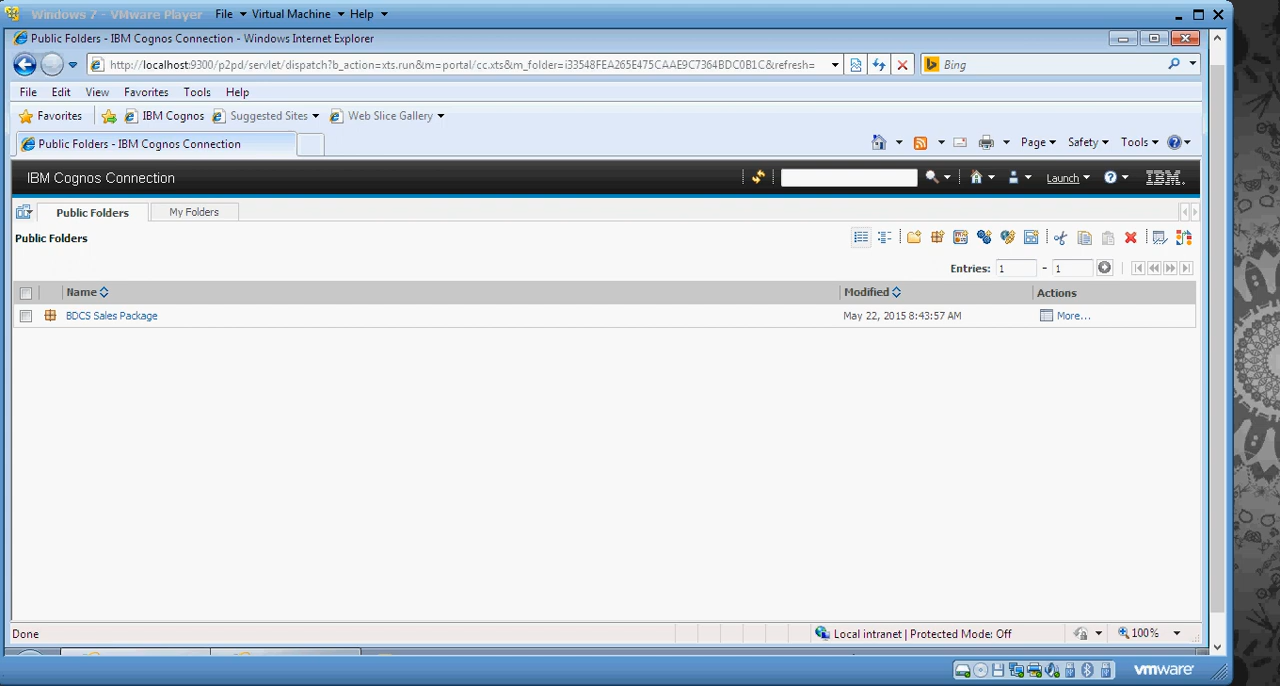 Windows 7 - VMware Player File Virtual Machine Help
Public Folders - IBM Cognos Connection - Windows Internet Explorer
http://localhost:9300/p2pd/servlet/dispatch?b_action=xts.run&m=portal/cc.xts&m_folder=i33548FEA265E475CAAE9C7364BDC0B1C&refresh= Bing
File Edit View Favorites Tools Help
Favorites IBM Cognos Suggested Sites Web Slice Gallery
Public Folders - IBM Cognos Connection Page Safety Tools
IBM Cognos Connection Launch IBM.
Public Folders My Folders
Public Folders
Entries: 1 - 1
Name Modified Actions
BDCS Sales Package May 22, 2015 8:43:57 AM More...
Done Local intranet | Protected Mode: Off 100%
vmware